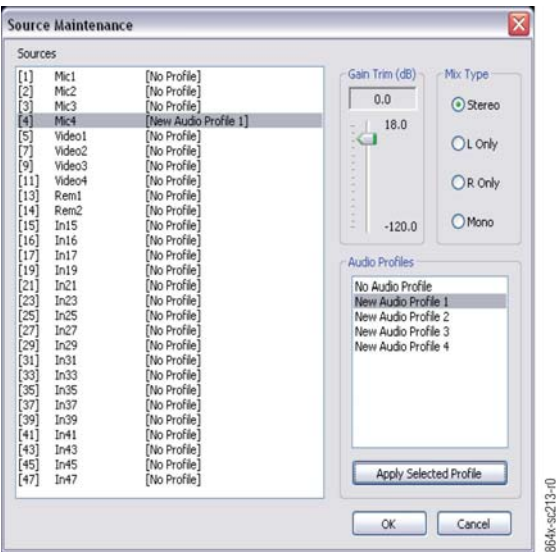 Source Maintenance
Sources
[1] Mic1 [No Profile]
[2] Mic2 [No Profile]
[3] Mic3 [No Profile]
[4] Mic4 [New Audio Profile 1]
[5] Video1 [No Profile]
[7] Video2 [No Profile]
[9] Video3 [No Profile]
[11] Video4 [No Profile]
[13] Rem1 [No Profile]
[14] Rem2 [No Profile]
[15] In15 [No Profile]
[16] In16 [No Profile]
[17] In17 [No Profile]
[19] In19 [No Profile]
[21] In21 [No Profile]
[23] In23 [No Profile]
[25] In25 [No Profile]
[27] In27 [No Profile]
[29] In29 [No Profile]
[31] In31 [No Profile]
[33] In33 [No Profile]
[35] In35 [No Profile]
[37] In37 [No Profile]
[39] In39 [No Profile]
[41] In41 [No Profile]
[43] In43 [No Profile]
[45] In45 [No Profile]
[47] In47 [No Profile]
Gain Trim (dB)
0.0
18.0
-120.0
Mix Type
Stereo
L Only
R Only
Mono
Audio Profiles
No Audio Profile
New Audio Profile 1
New Audio Profile 2
New Audio Profile 3
New Audio Profile 4
Apply Selected Profile
OK
Cancel
864x-sc213-r0